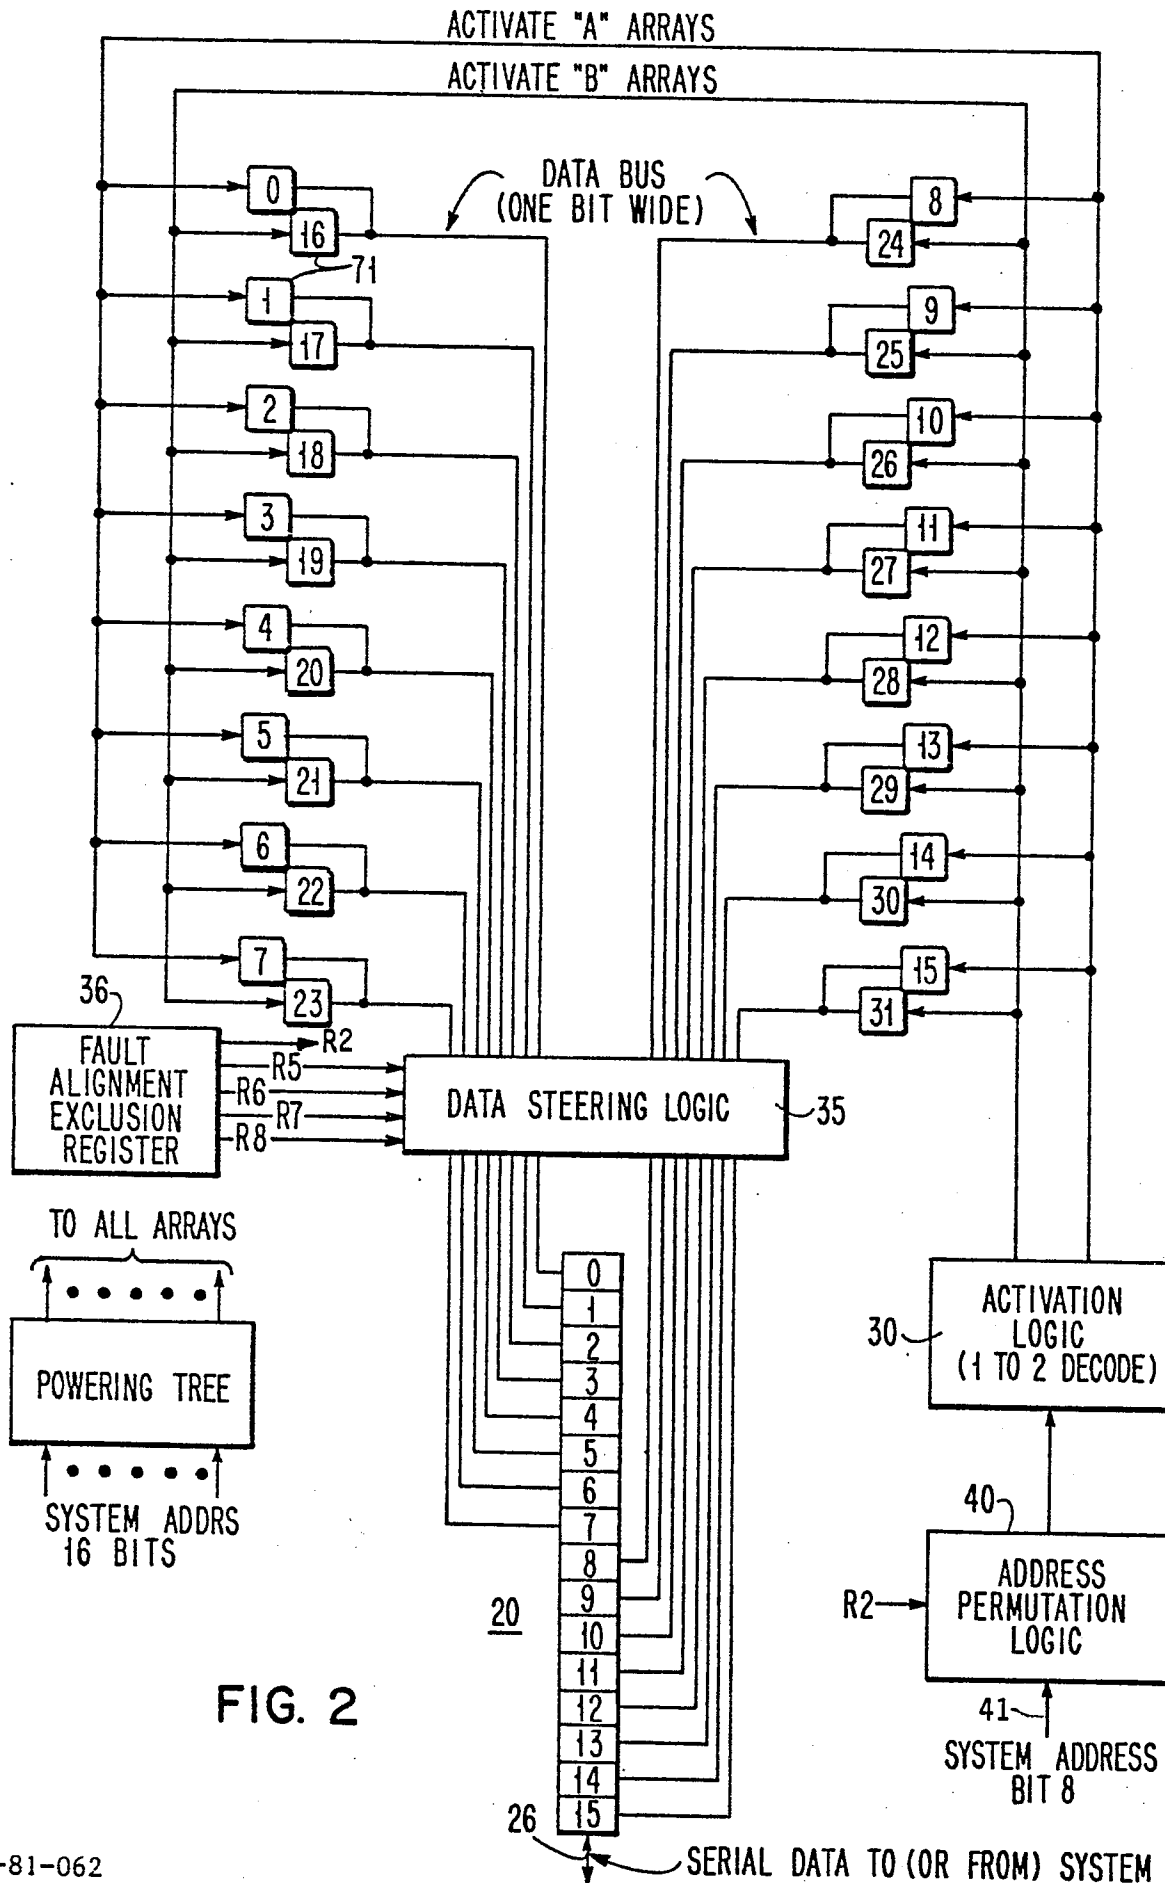 ACTIVATE "A" ARRAYS
ACTIVATE "B" ARRAYS
DATA BUS
(ONE BIT WIDE)
0
16
71
1
17
2
18
3
19
4
20
5
21
6
22
7
23
8
24
9
25
10
26
11
27
12
28
13
29
14
30
15
31
36
FAULT
ALIGNMENT
EXCLUSION
REGISTER
R2
R5
R6
R7
R8
DATA STEERING LOGIC
35
TO ALL ARRAYS
POWERING TREE
SYSTEM ADDRS
16 BITS
0
1
2
3
4
5
6
7
8
9
10
11
12
13
14
15
20
26
SERIAL DATA TO (OR FROM) SYSTEM
30
ACTIVATION
LOGIC
(1 TO 2 DECODE)
40
R2
ADDRESS
PERMUTATION
LOGIC
41
SYSTEM ADDRESS
BIT 8
FIG. 2
-81-062